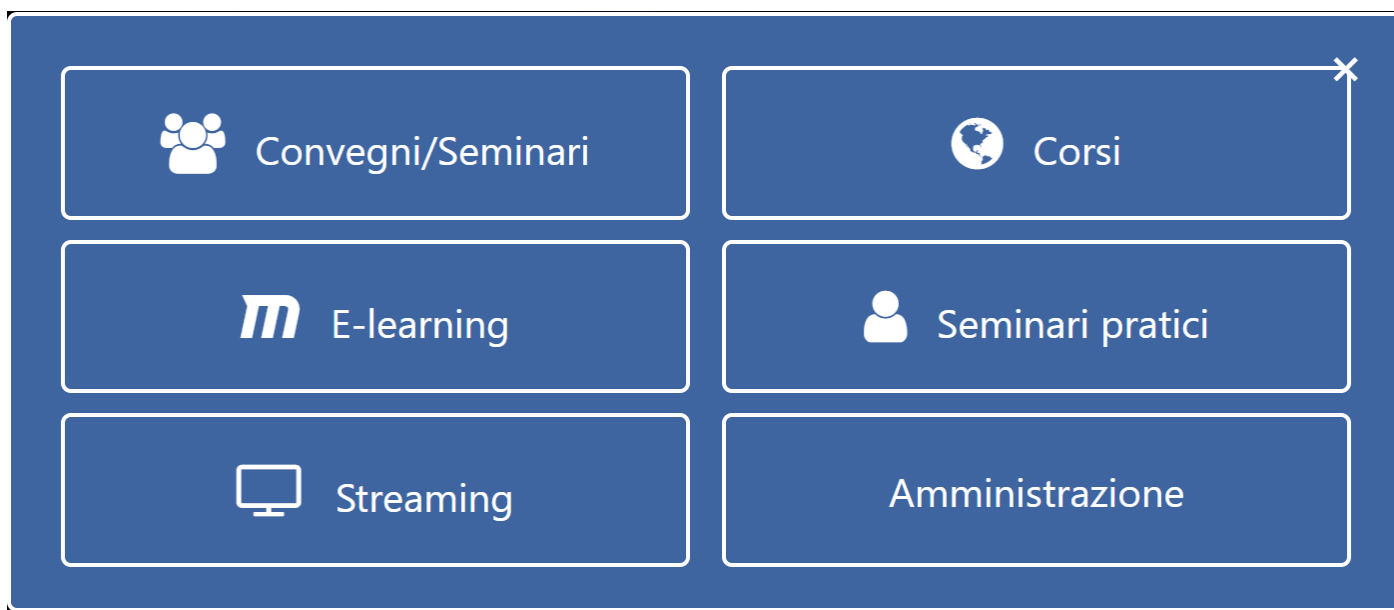 Convegni/Seminari
Corsi
E-learning
Seminari pratici
Streaming
Amministrazione